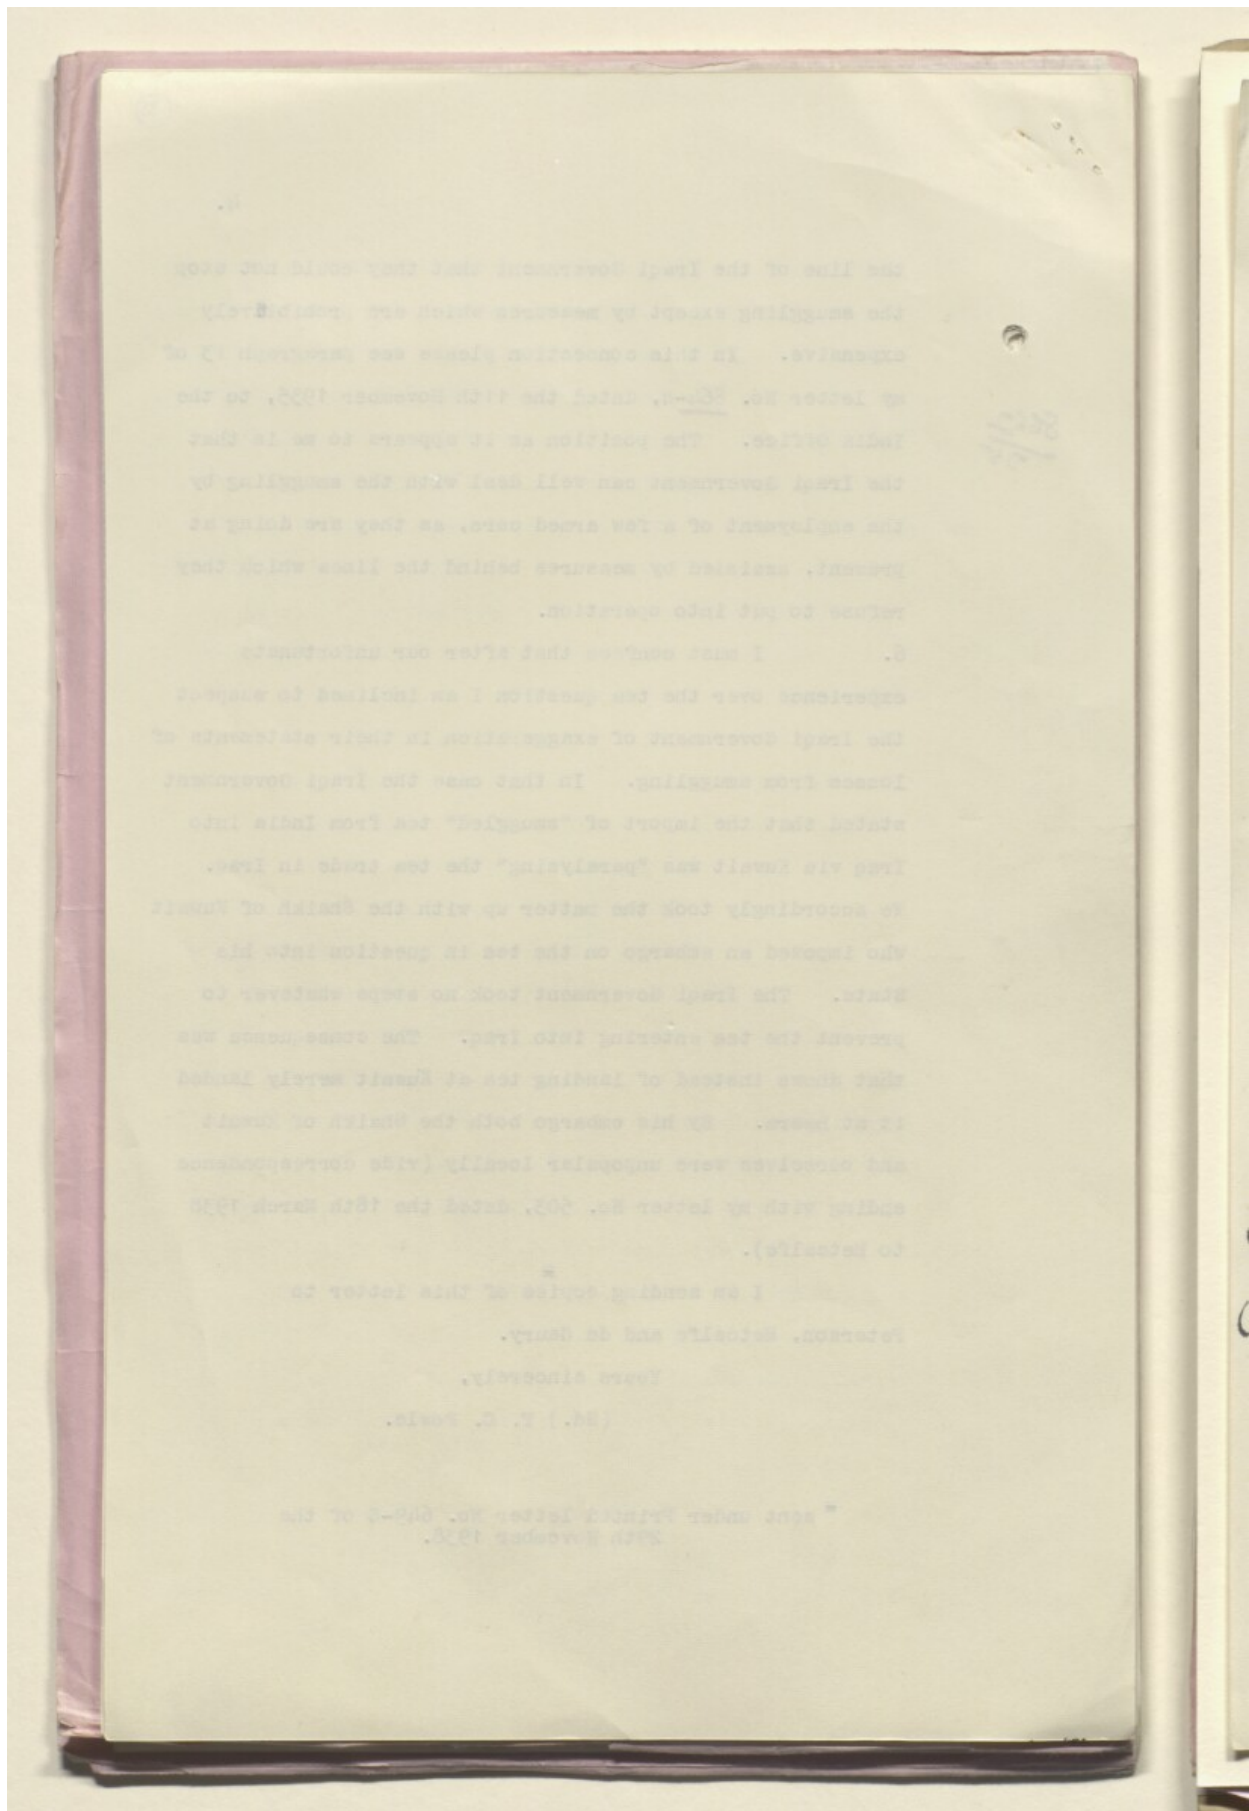 4.
the line of the Iraqi Government that they could not stop
the smuggling except by measures which are prohibitively
expensive. In this connection please see paragraph 13 of
my letter No. dated the 11th November 1938, to the
India Office. The position as it appears to me is that
the Iraqi Government can well deal with the smuggling by
the employment of a few armed cars, as they are doing at
present, assisted by measures behind the lines which they
refuse to put into operation.
6. I must confess that after our unfortunate
experience over the tea question I am inclined to suspect
the Iraqi Government of exaggeration in their statements of
losses from smuggling. In that case the Iraqi Government
stated that the import of "smuggled" tea from India into
Iraq via Kuwait was "paralysing" the tea trade in Iraq.
We accordingly took the matter up with the Shaikh of Kuwait
who imposed an embargo on the tea in question into his
State. The Iraqi Government took no steps whatever to
prevent the tea entering into Iraq. The consequence was
that dhows instead of landing tea at Kuwait merely landed
it at Basra. By his embargo both the Shaikh of Kuwait
and ourselves were unpopular locally (vide correspondence
ending with my letter No. 503, dated the 18th March 1938
to Metcalfe).
I am sending copies of this letter to
Peterson, Metcalfe and de Gaury.
Yours sincerely,
(Sd.) T. C. Fowle.
sent under Printed letter No. of the
29th November 1938.